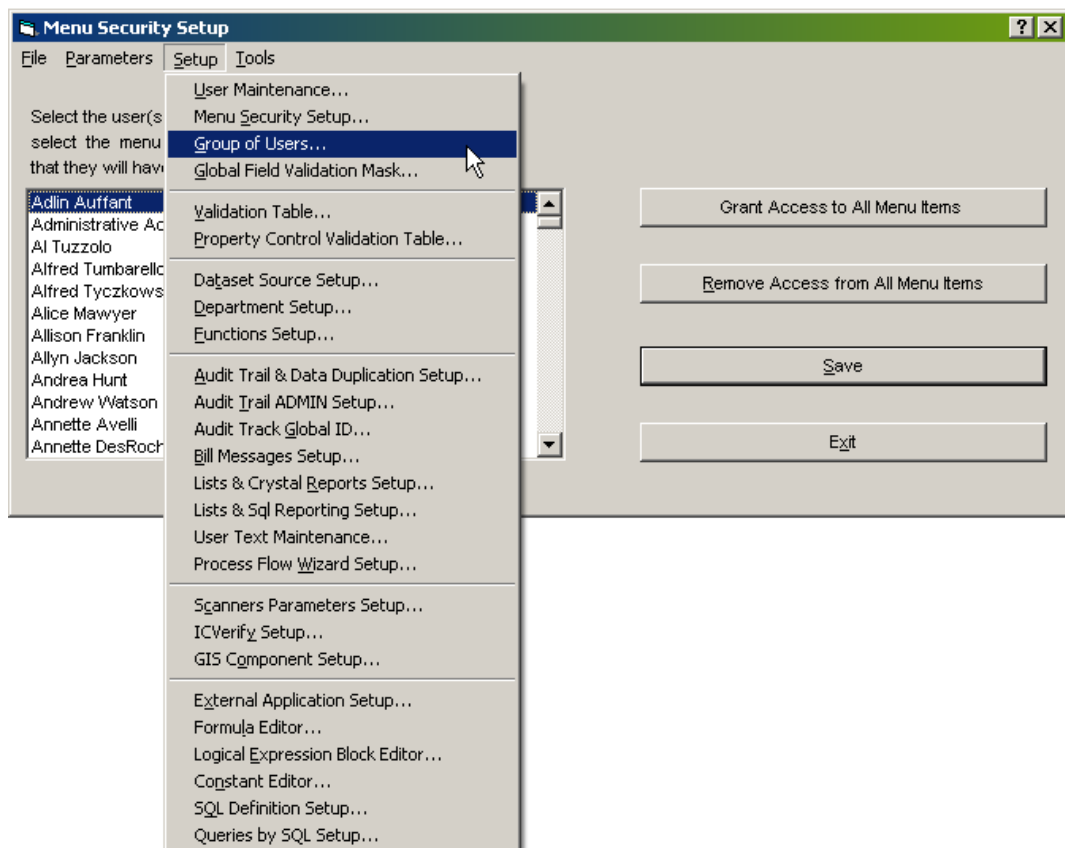 Menu Security Setup
File Parameters Setup Tools
Select the user(s
select the menu
that they will hav
Adlin Auffant
Administrative Ac
Al Tuzzolo
Alfred Tumbarello
Alfred Tyczkows
Alice Mawyer
Allison Franklin
Allyn Jackson
Andrea Hunt
Andrew Watson
Annette Avelli
Annette DesRoch
User Maintenance...
Menu Security Setup...
Group of Users...
Global Field Validation Mask...
Validation Table...
Property Control Validation Table...
Dataset Source Setup...
Department Setup...
Functions Setup...
Audit Trail & Data Duplication Setup...
Audit Trail ADMIN Setup...
Audit Track Global ID...
Bill Messages Setup...
Lists & Crystal Reports Setup...
Lists & Sql Reporting Setup...
User Text Maintenance...
Process Flow Wizard Setup...
Scanners Parameters Setup...
ICVerify Setup...
GIS Component Setup...
External Application Setup...
Formula Editor...
Logical Expression Block Editor...
Constant Editor...
SQL Definition Setup...
Queries by SQL Setup...
Grant Access to All Menu Items
Remove Access from All Menu Items
Save
Exit